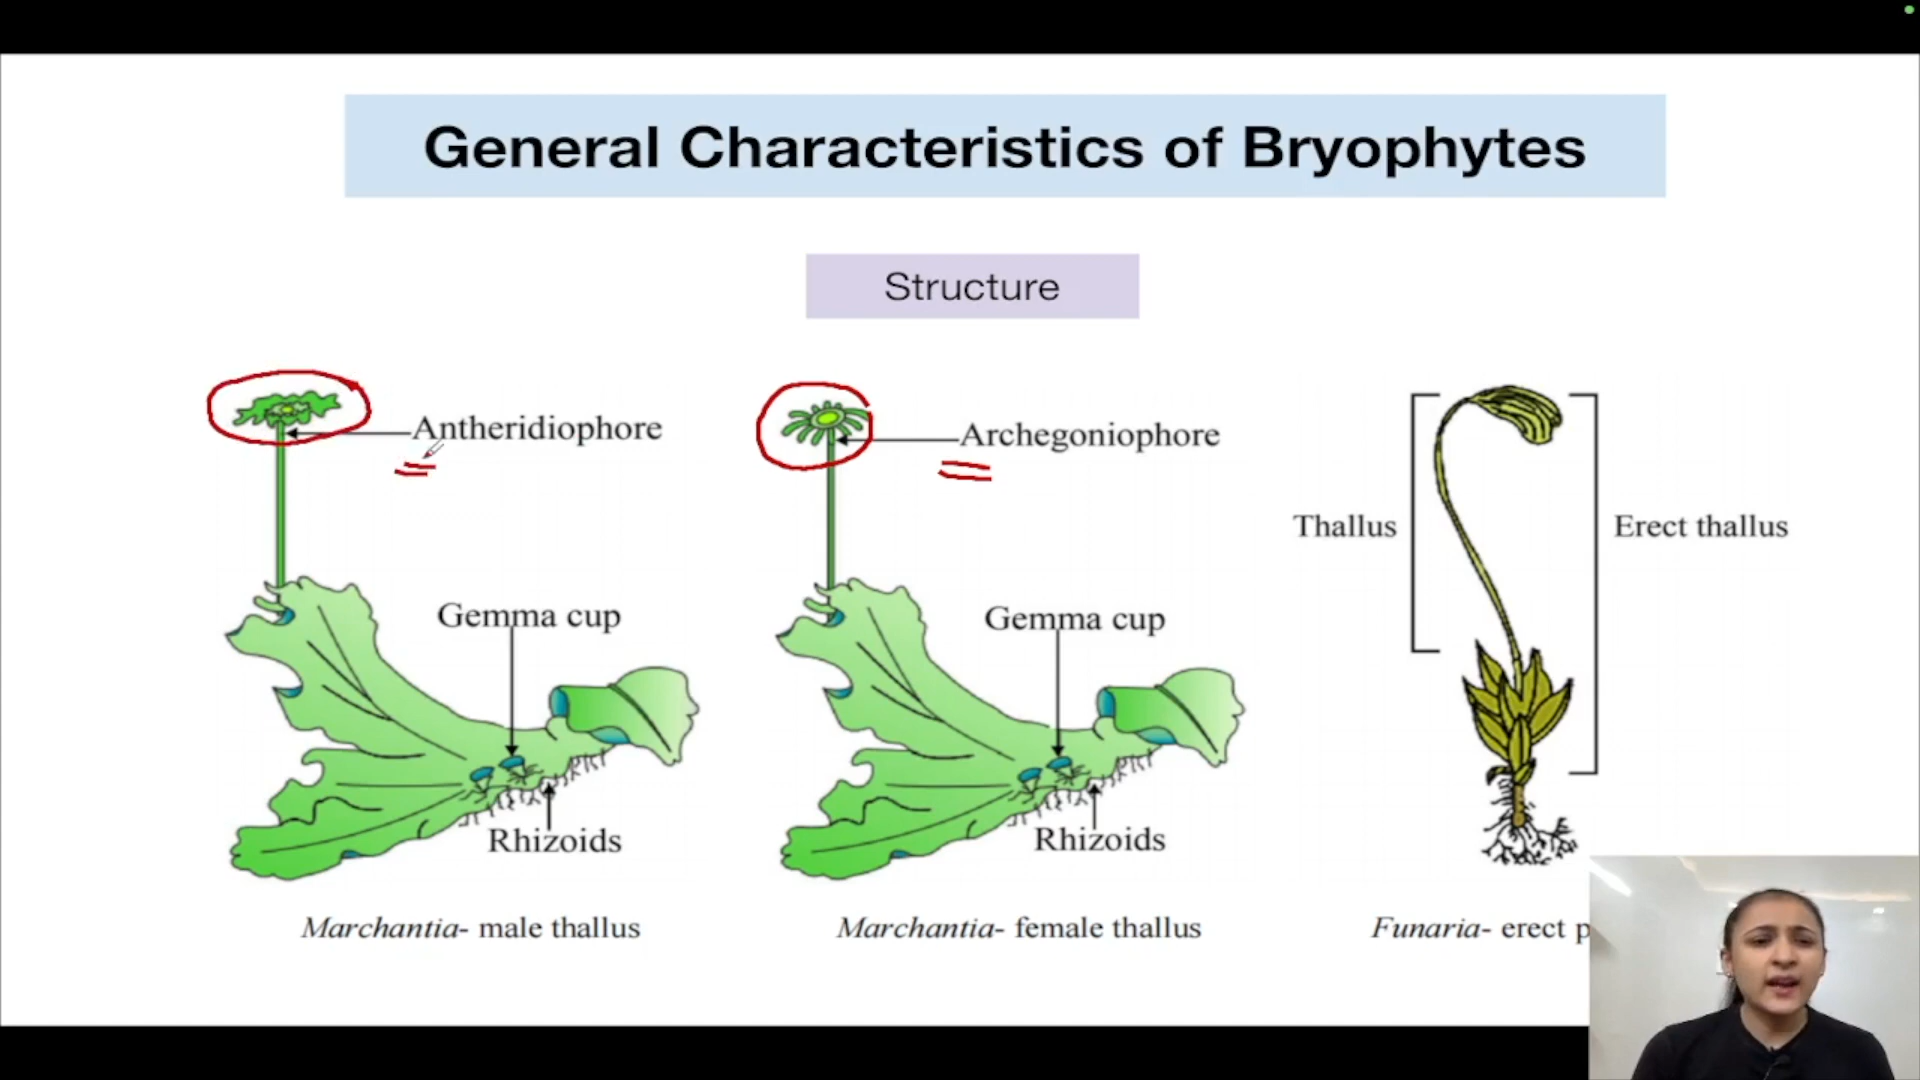 General Characteristics of Bryophytes
Structure
Antheridiophore
Archegoniophore
Thallus
Erect thallus
Gemma cup
Gemma cup
Rhizoids
Rhizoids
Marchantia- male thallus
Marchantia- female thallus
Funaria- erect p